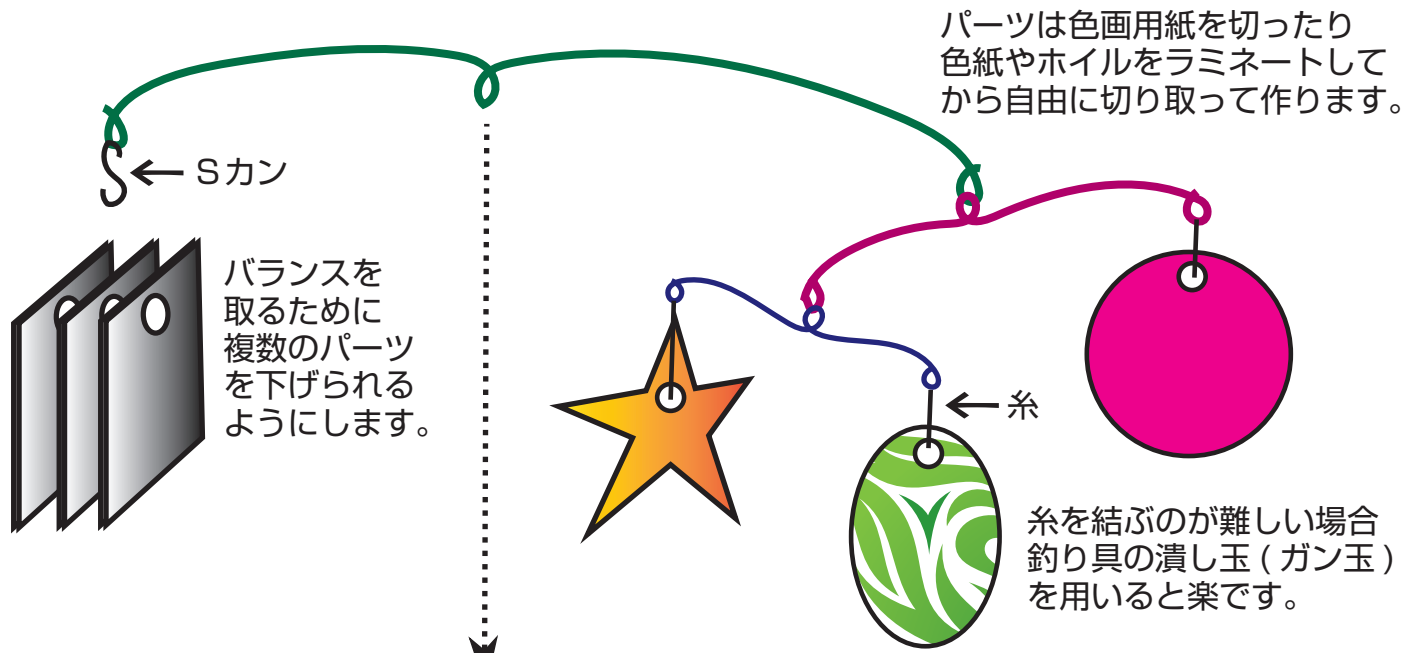 パーツは色画用紙を切ったり
色紙やホイルをラミネートして
から自由に切り取って作ります。
Sカン
バランスを
取るために
複数のパーツ
を下げられる
ようにします。
糸
糸を結ぶのが難しい場合
釣り具の潰し玉(ガン玉)
を用いると楽です。